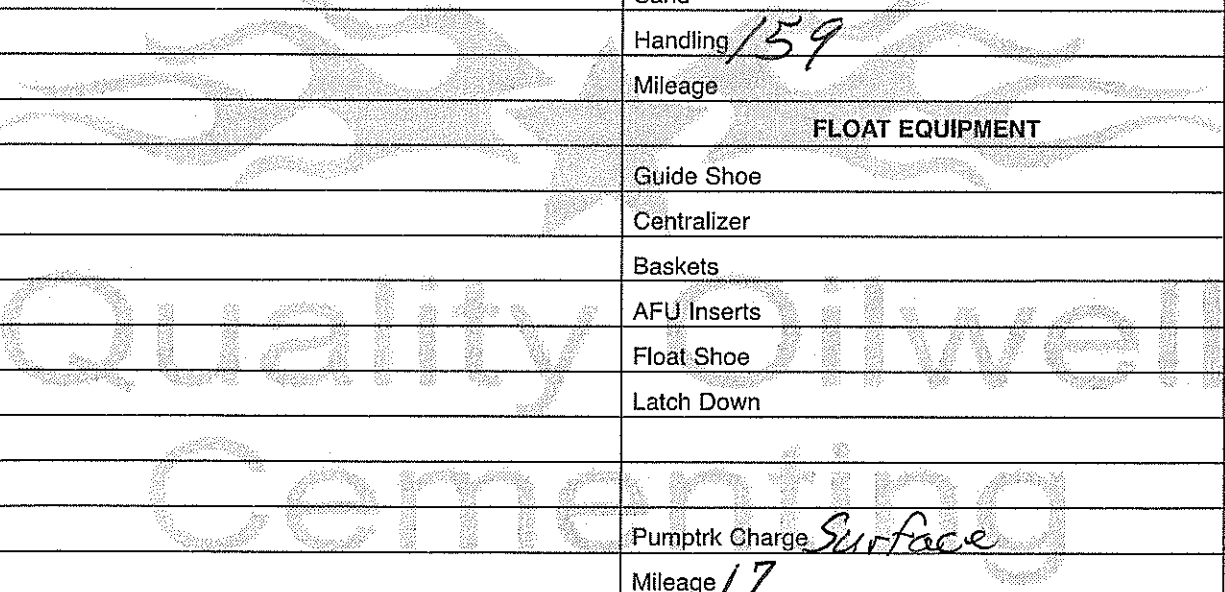 Sand
Handling 159
Mileage
FLOAT EQUIPMENT
Guide Shoe
Centralizer
Baskets
AFU Inserts
Float Shoe
Latch Down
Quality Oilwell
Cementing
Pumptrk Charge Surface
Mileage 17